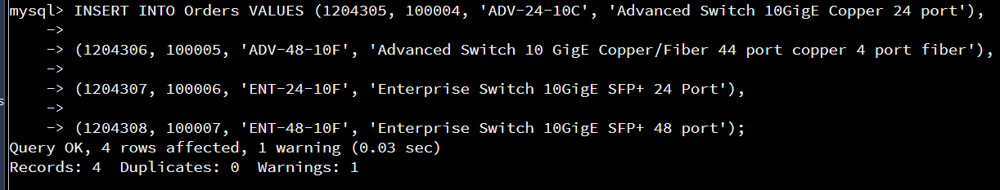 mysql> INSERT INTO Orders VALUES (1204305, 100004, 'ADV-24-10C', 'Advanced Switch 10GigE Copper 24 port'),
->
-> (1204306, 100005, 'ADV-48-10F', 'Advanced Switch 10 GigE Copper/Fiber 44 port copper 4 port fiber'),
->
-> (1204307, 100006, 'ENT-24-10F', 'Enterprise Switch 10GigE SFP+ 24 Port'),
->
-> (1204308, 100007, 'ENT-48-10F', 'Enterprise Switch 10GigE SFP+ 48 port');
Query OK, 4 rows affected, 1 warning (0.03 sec)
Records: 4  Duplicates: 0  Warnings: 1